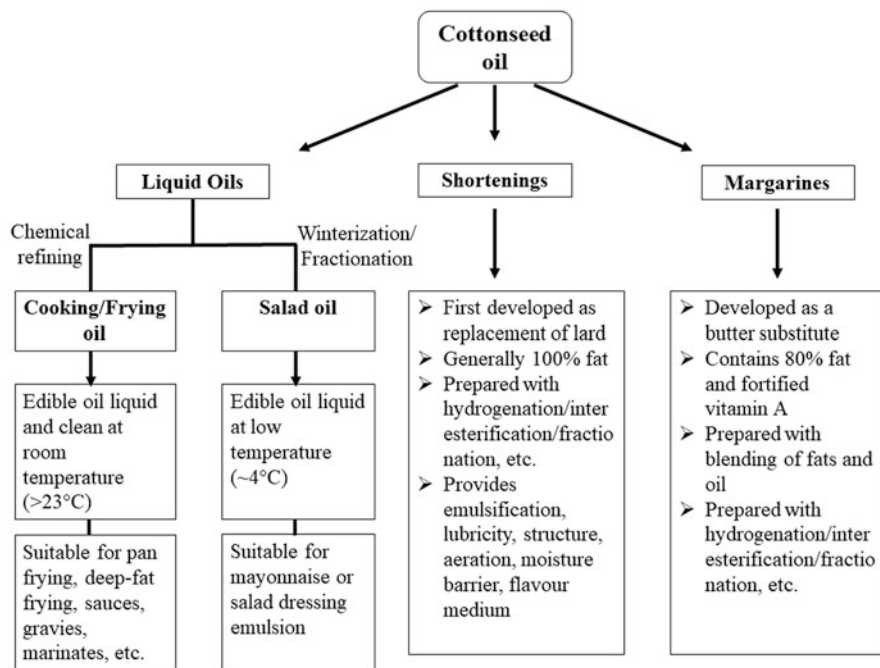 Cottonseed
oil
Liquid Oils
Shortenings
Margarines
Chemical
refining
Winterization/
Fractionation
Cooking/Frying
oil
Salad oil
Edible oil liquid
and clean at
room
temperature
(>23°C)
Edible oil liquid
at low
temperature
(~4°C)
Suitable for pan
frying, deep-fat
frying, sauces,
gravies,
marinates, etc.
Suitable for
mayonnaise or
salad dressing
emulsion
➢ First developed as
replacement of lard
➢ Generally 100% fat
➢ Prepared with
hydrogenation/inter
esterification/fractio
nation, etc.
➢ Provides
emulsification,
lubricity, structure,
aeration, moisture
barrier, flavour
medium
➢ Developed as a
butter substitute
➢ Contains 80% fat
and fortified
vitamin A
➢ Prepared with
blending of fats and
oil
➢ Prepared with
hydrogenation/inter
esterification/fractio
nation, etc.